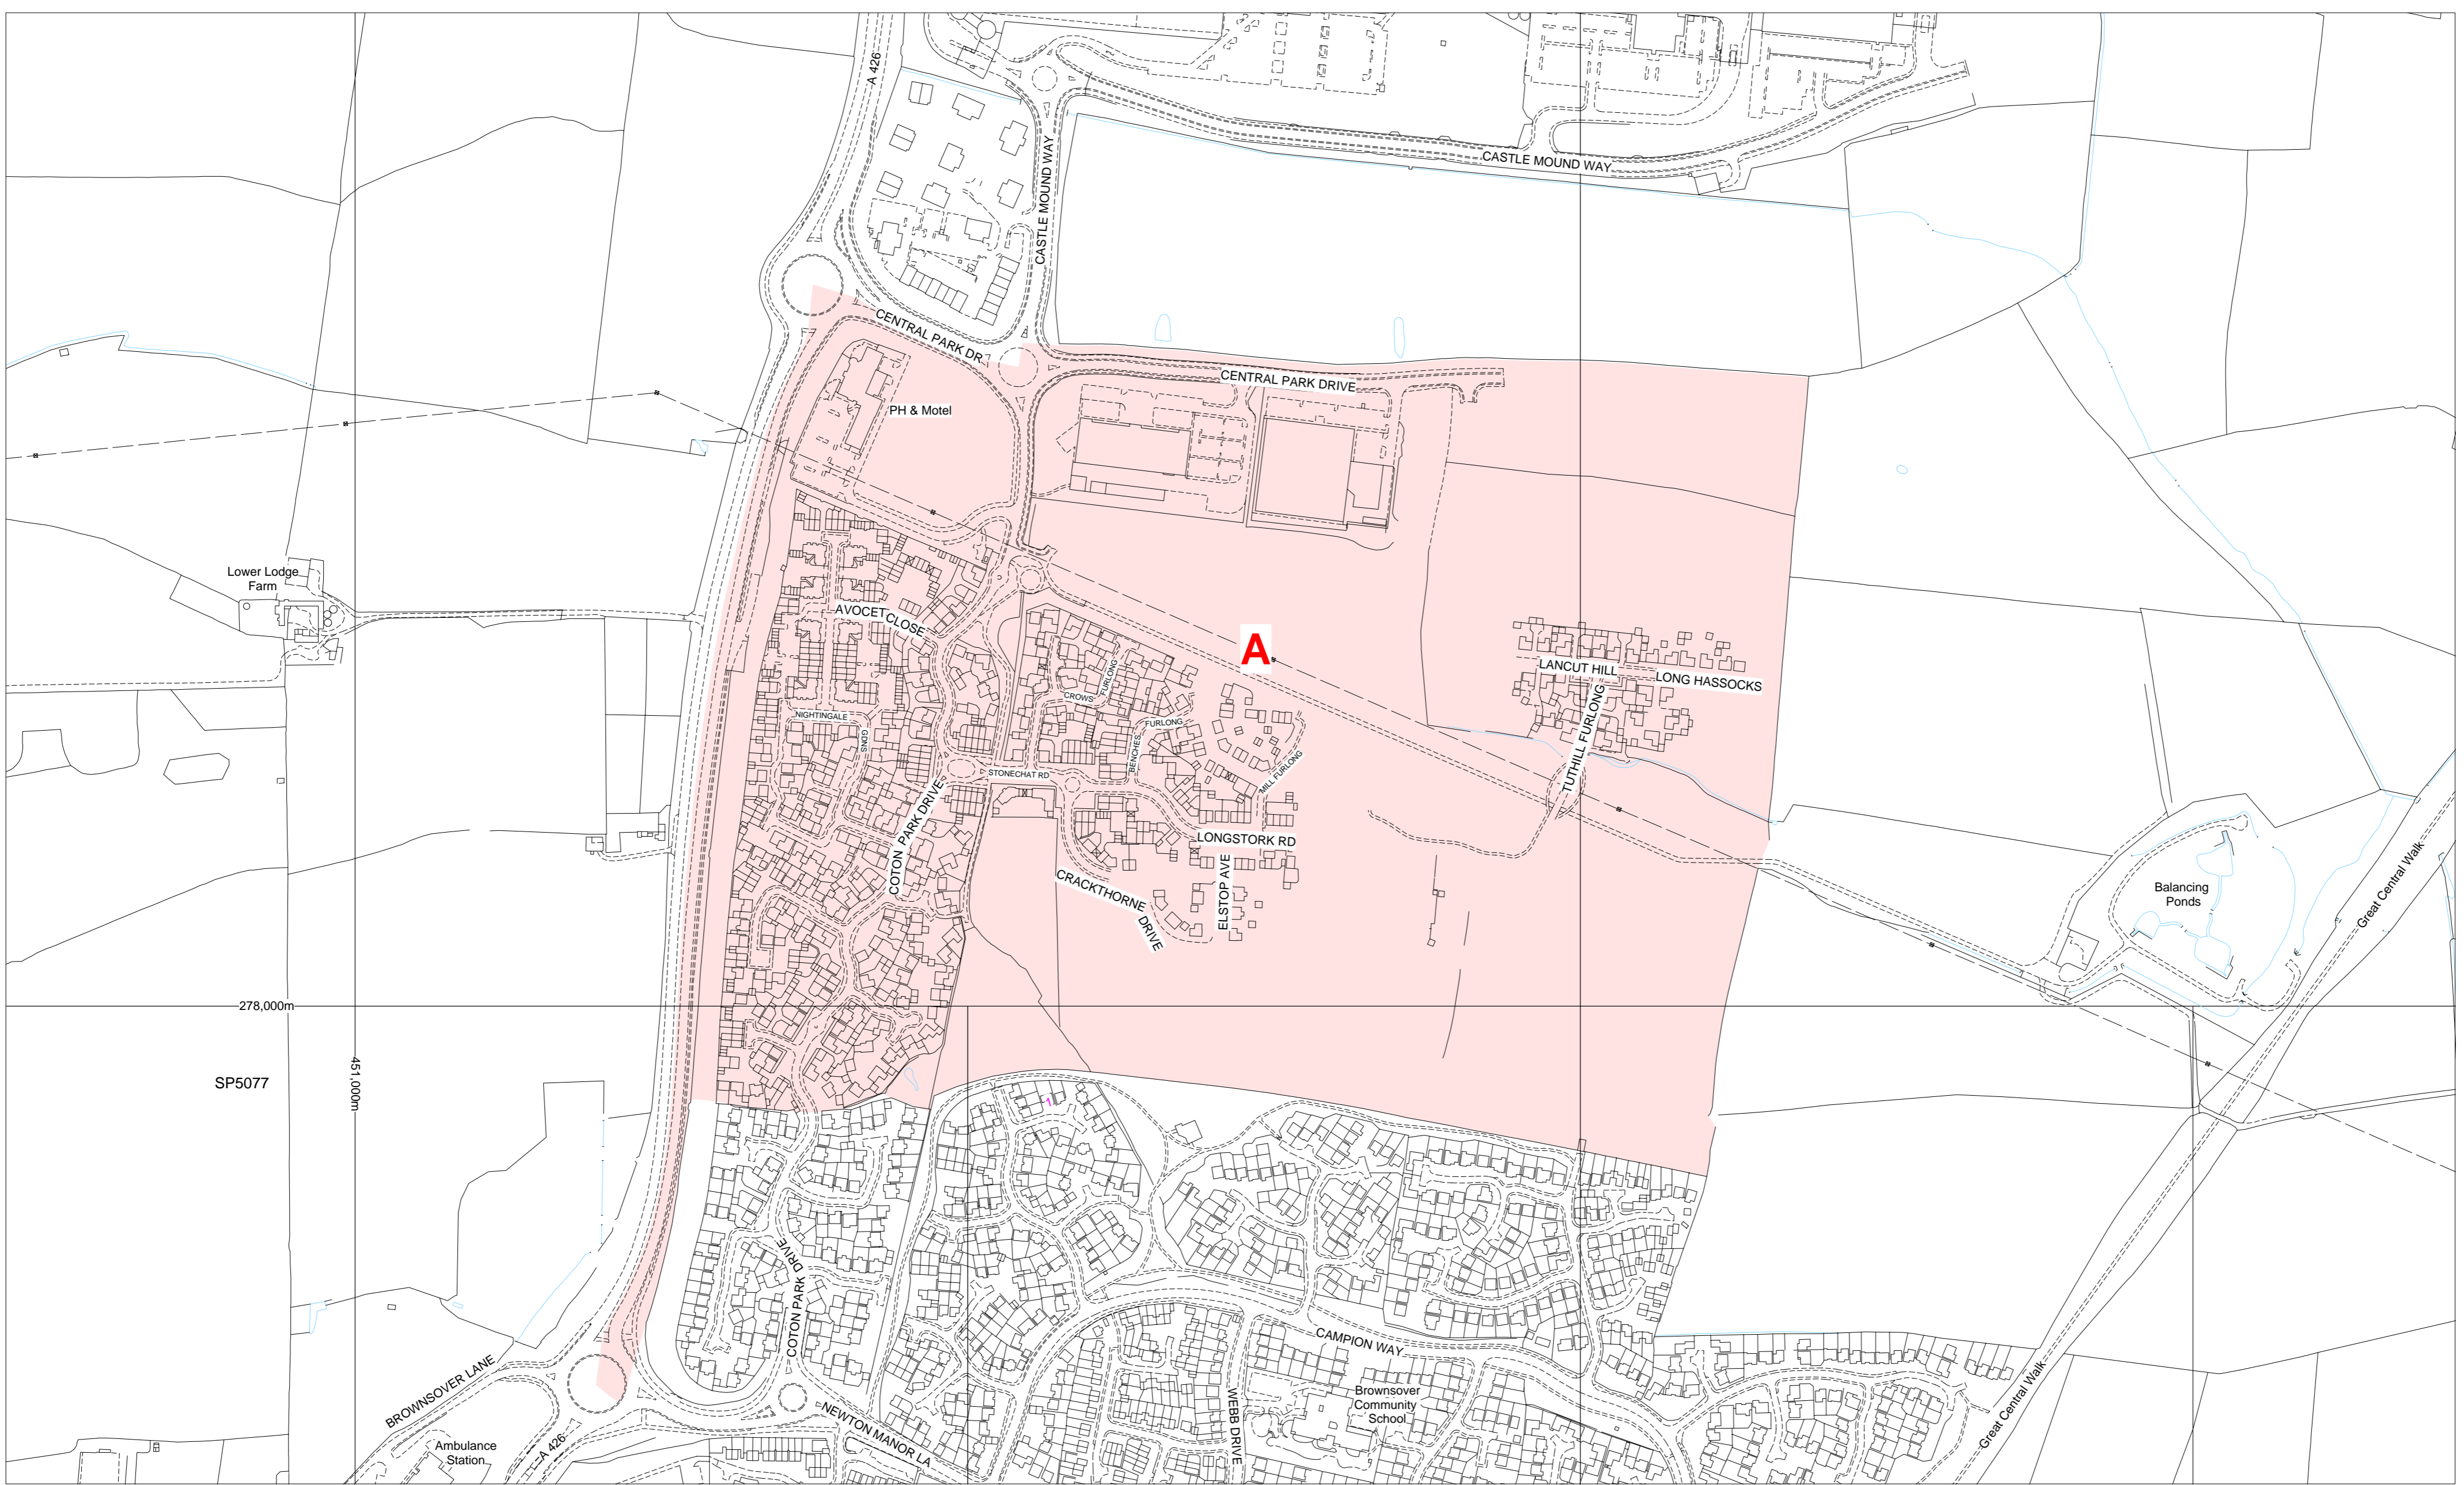 A 426
CASTLE MOUND WAY
CASTLE MOUND WAY
CENTRAL PARK DR
CENTRAL PARK DRIVE
PH & Motel
Lower Lodge
Farm
AVOCET CLOSE
A
LANCUT HILL
LONG HASSOCKS
TUTHILL FURLONG
CROWS
FURLONG
NIGHTINGALE
GDNS
FURLONG
BENCHES
MILL FURLONG
STONECHAT RD
COTON PARK DRIVE
LONGSTORK RD
ELSTOP AVE
CRACKTHORNE
DRIVE
Balancing
Ponds
Great Central Walk
278,000m
451,000m
SP5077
1
COTON PARK DRIVE
CAMPION WAY
BROWNSOVER LANE
NEWTON MANOR LA
WEBB DRIVE
Brownsover
Community
School
Great Central Walk
Ambulance
Station
A 426